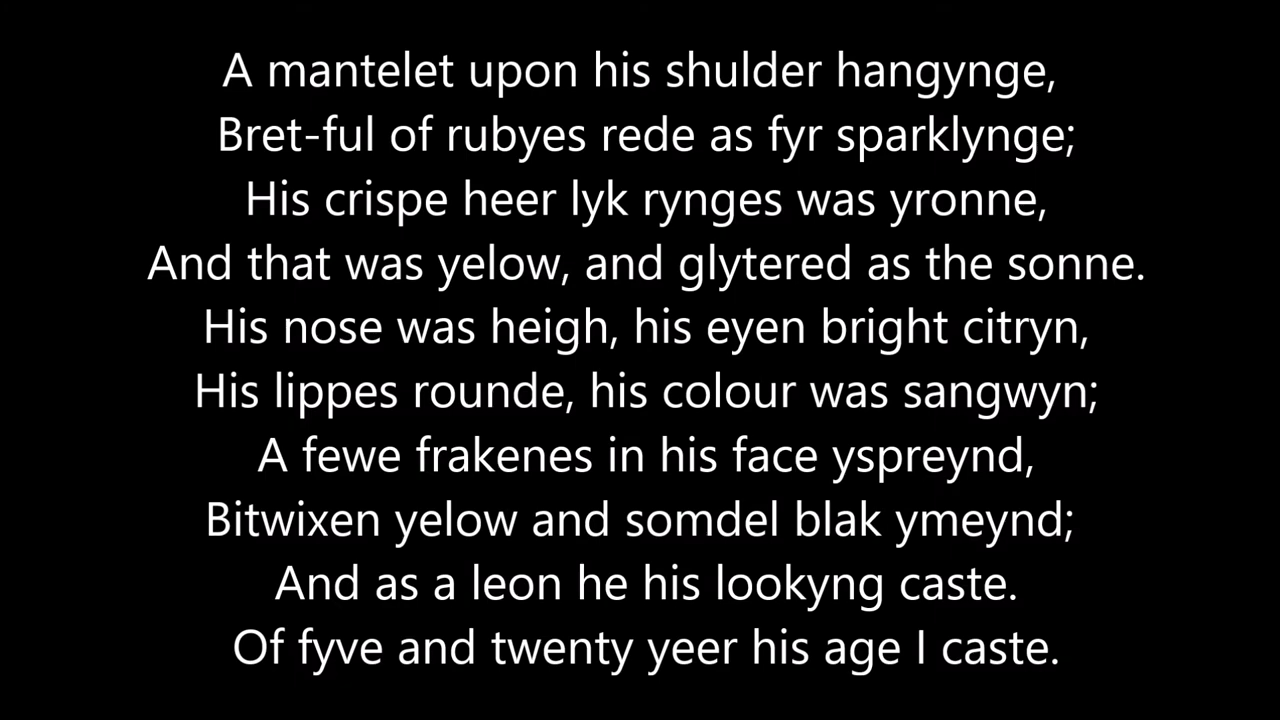 A mantelet upon his shulder hangynge,
Bret-ful of rubyes rede as fyr sparklynge;
His crispe heer lyk rynges was yronne,
And that was yelow, and glytered as the sonne.
His nose was heigh, his eyen bright citryn,
His lippes rounde, his colour was sangwyn;
A fewe frakenes in his face yspreynd,
Bitwixen yelow and somdel blak ymeynd;
And as a leon he his lookyng caste.
Of fyve and twenty yeer his age I caste.